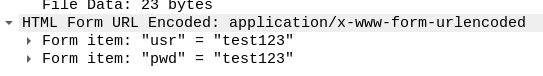 File Data: 23 bytes
HTML Form URL Encoded: application/x-www-form-urlencoded
Form item: "usr" = "test123"
Form item: "pwd" = "test123"